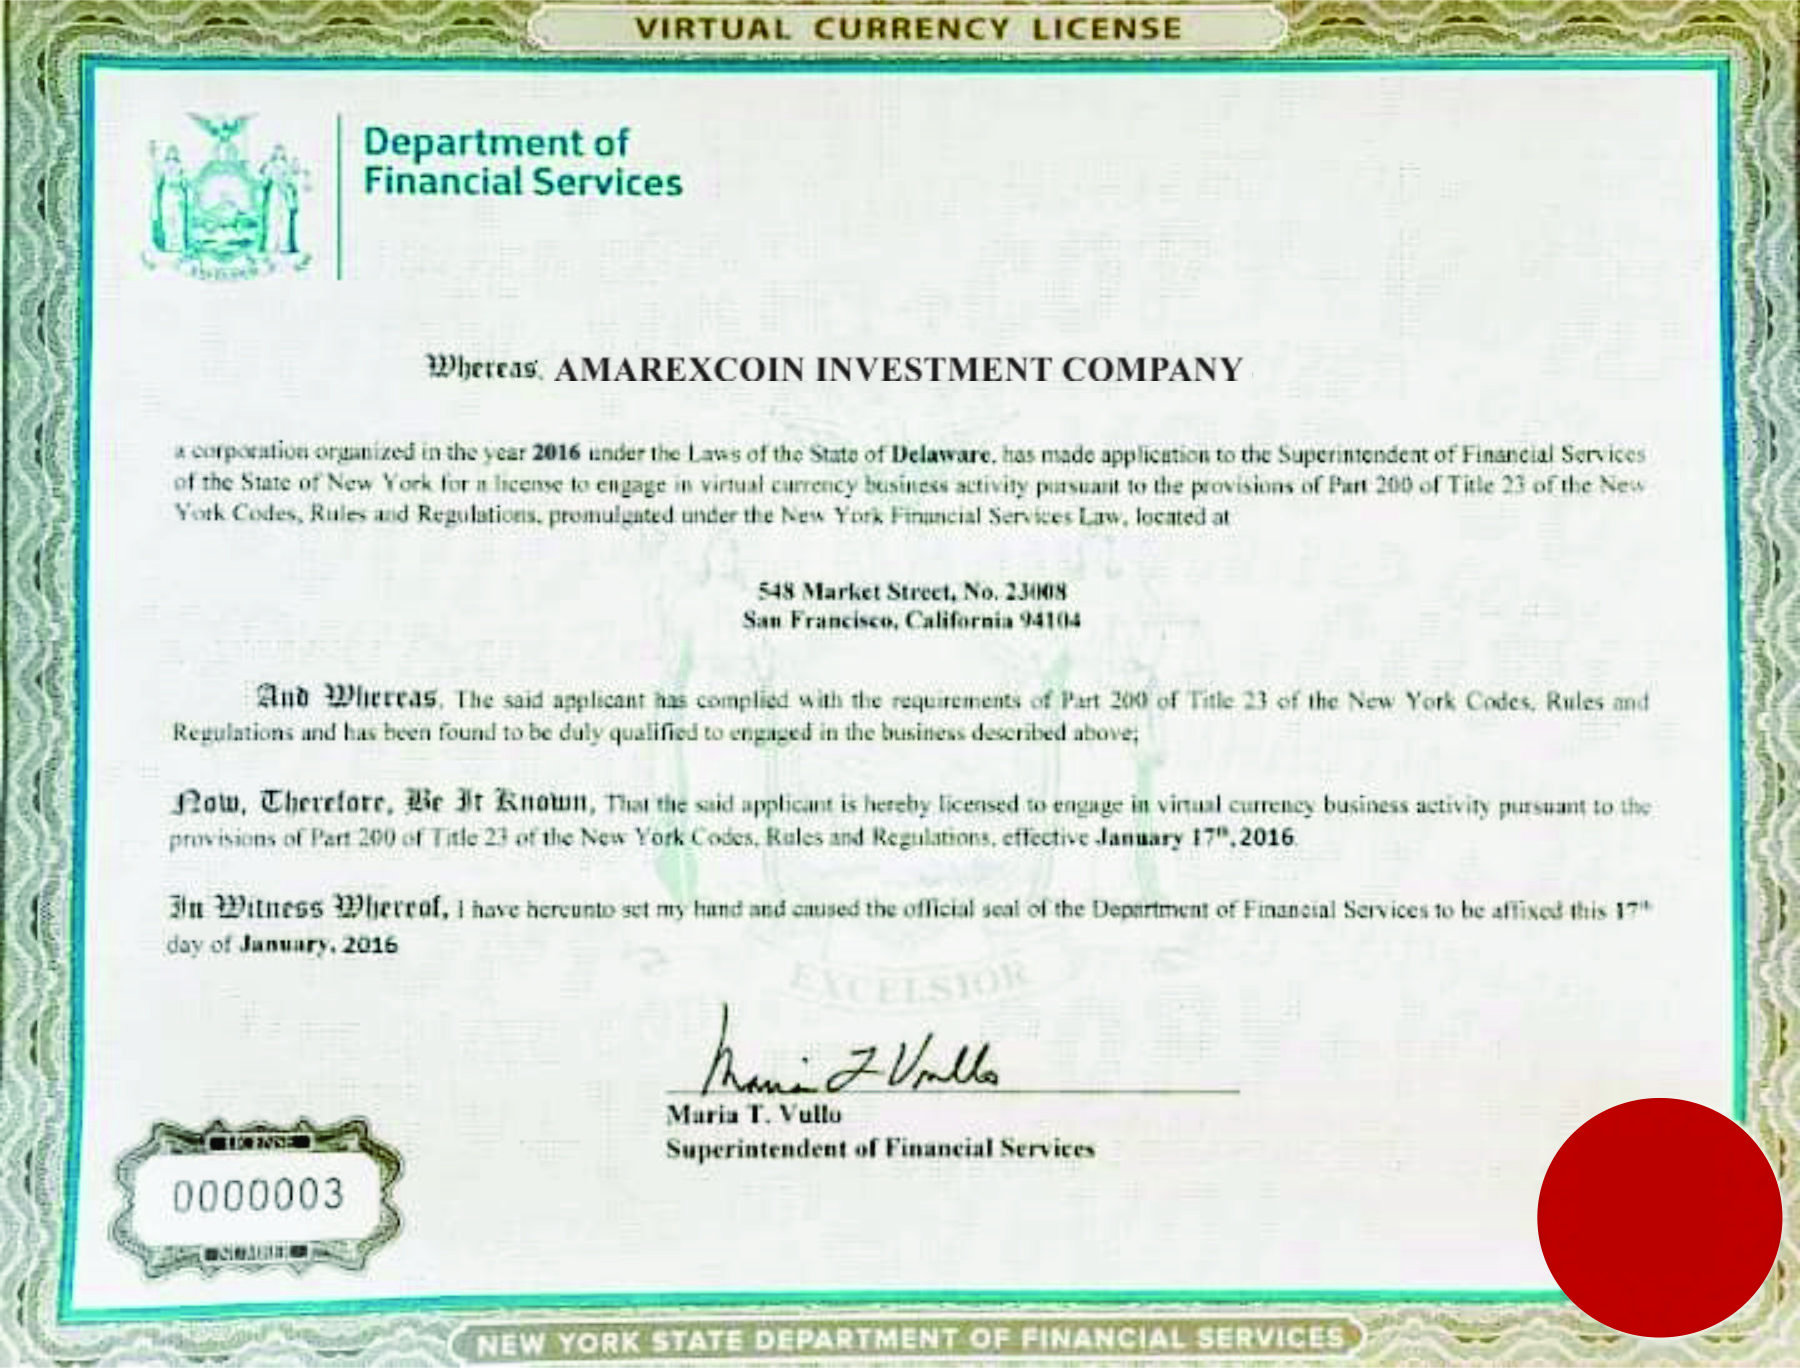 VIRTUAL CURRENCY LICENSE
Department of
Financial Services
EXCELSIOR
Whereas, AMAREXCOIN INVESTMENT COMPANY
a corporation organized in the year 2016 under the Laws of the State of Delaware, has made application to the Superintendent of Financial Services
of the State of New York for a license to engage in virtual currency business activity pursuant to the provisions of Part 200 of Title 23 of the New
York Codes, Rules and Regulations, promulgated under the New York Financial Services Law, located at
548 Market Street, No. 23008
San Francisco, California 94104
And Whereas, The said applicant has complied with the requirements of Part 200 of Title 23 of the New York Codes, Rules and
Regulations and has been found to be duly qualified to engaged in the business described above;
Now, Therefore, Be It Known, That the said applicant is hereby licensed to engage in virtual currency business activity pursuant to the
provisions of Part 200 of Title 23 of the New York Codes, Rules and Regulations, effective January 17th, 2016
In Witness Whereof, I have hereunto set my hand and caused the official seal of the Department of Financial Services to be affixed this 17th
day of January, 2016
EXCELSIOR
Maria T Vullo
Maria T. Vullo
Superintendent of Financial Services
LICENSE
0000003
NUMBER
NEW YORK STATE DEPARTMENT OF FINANCIAL SERVICES